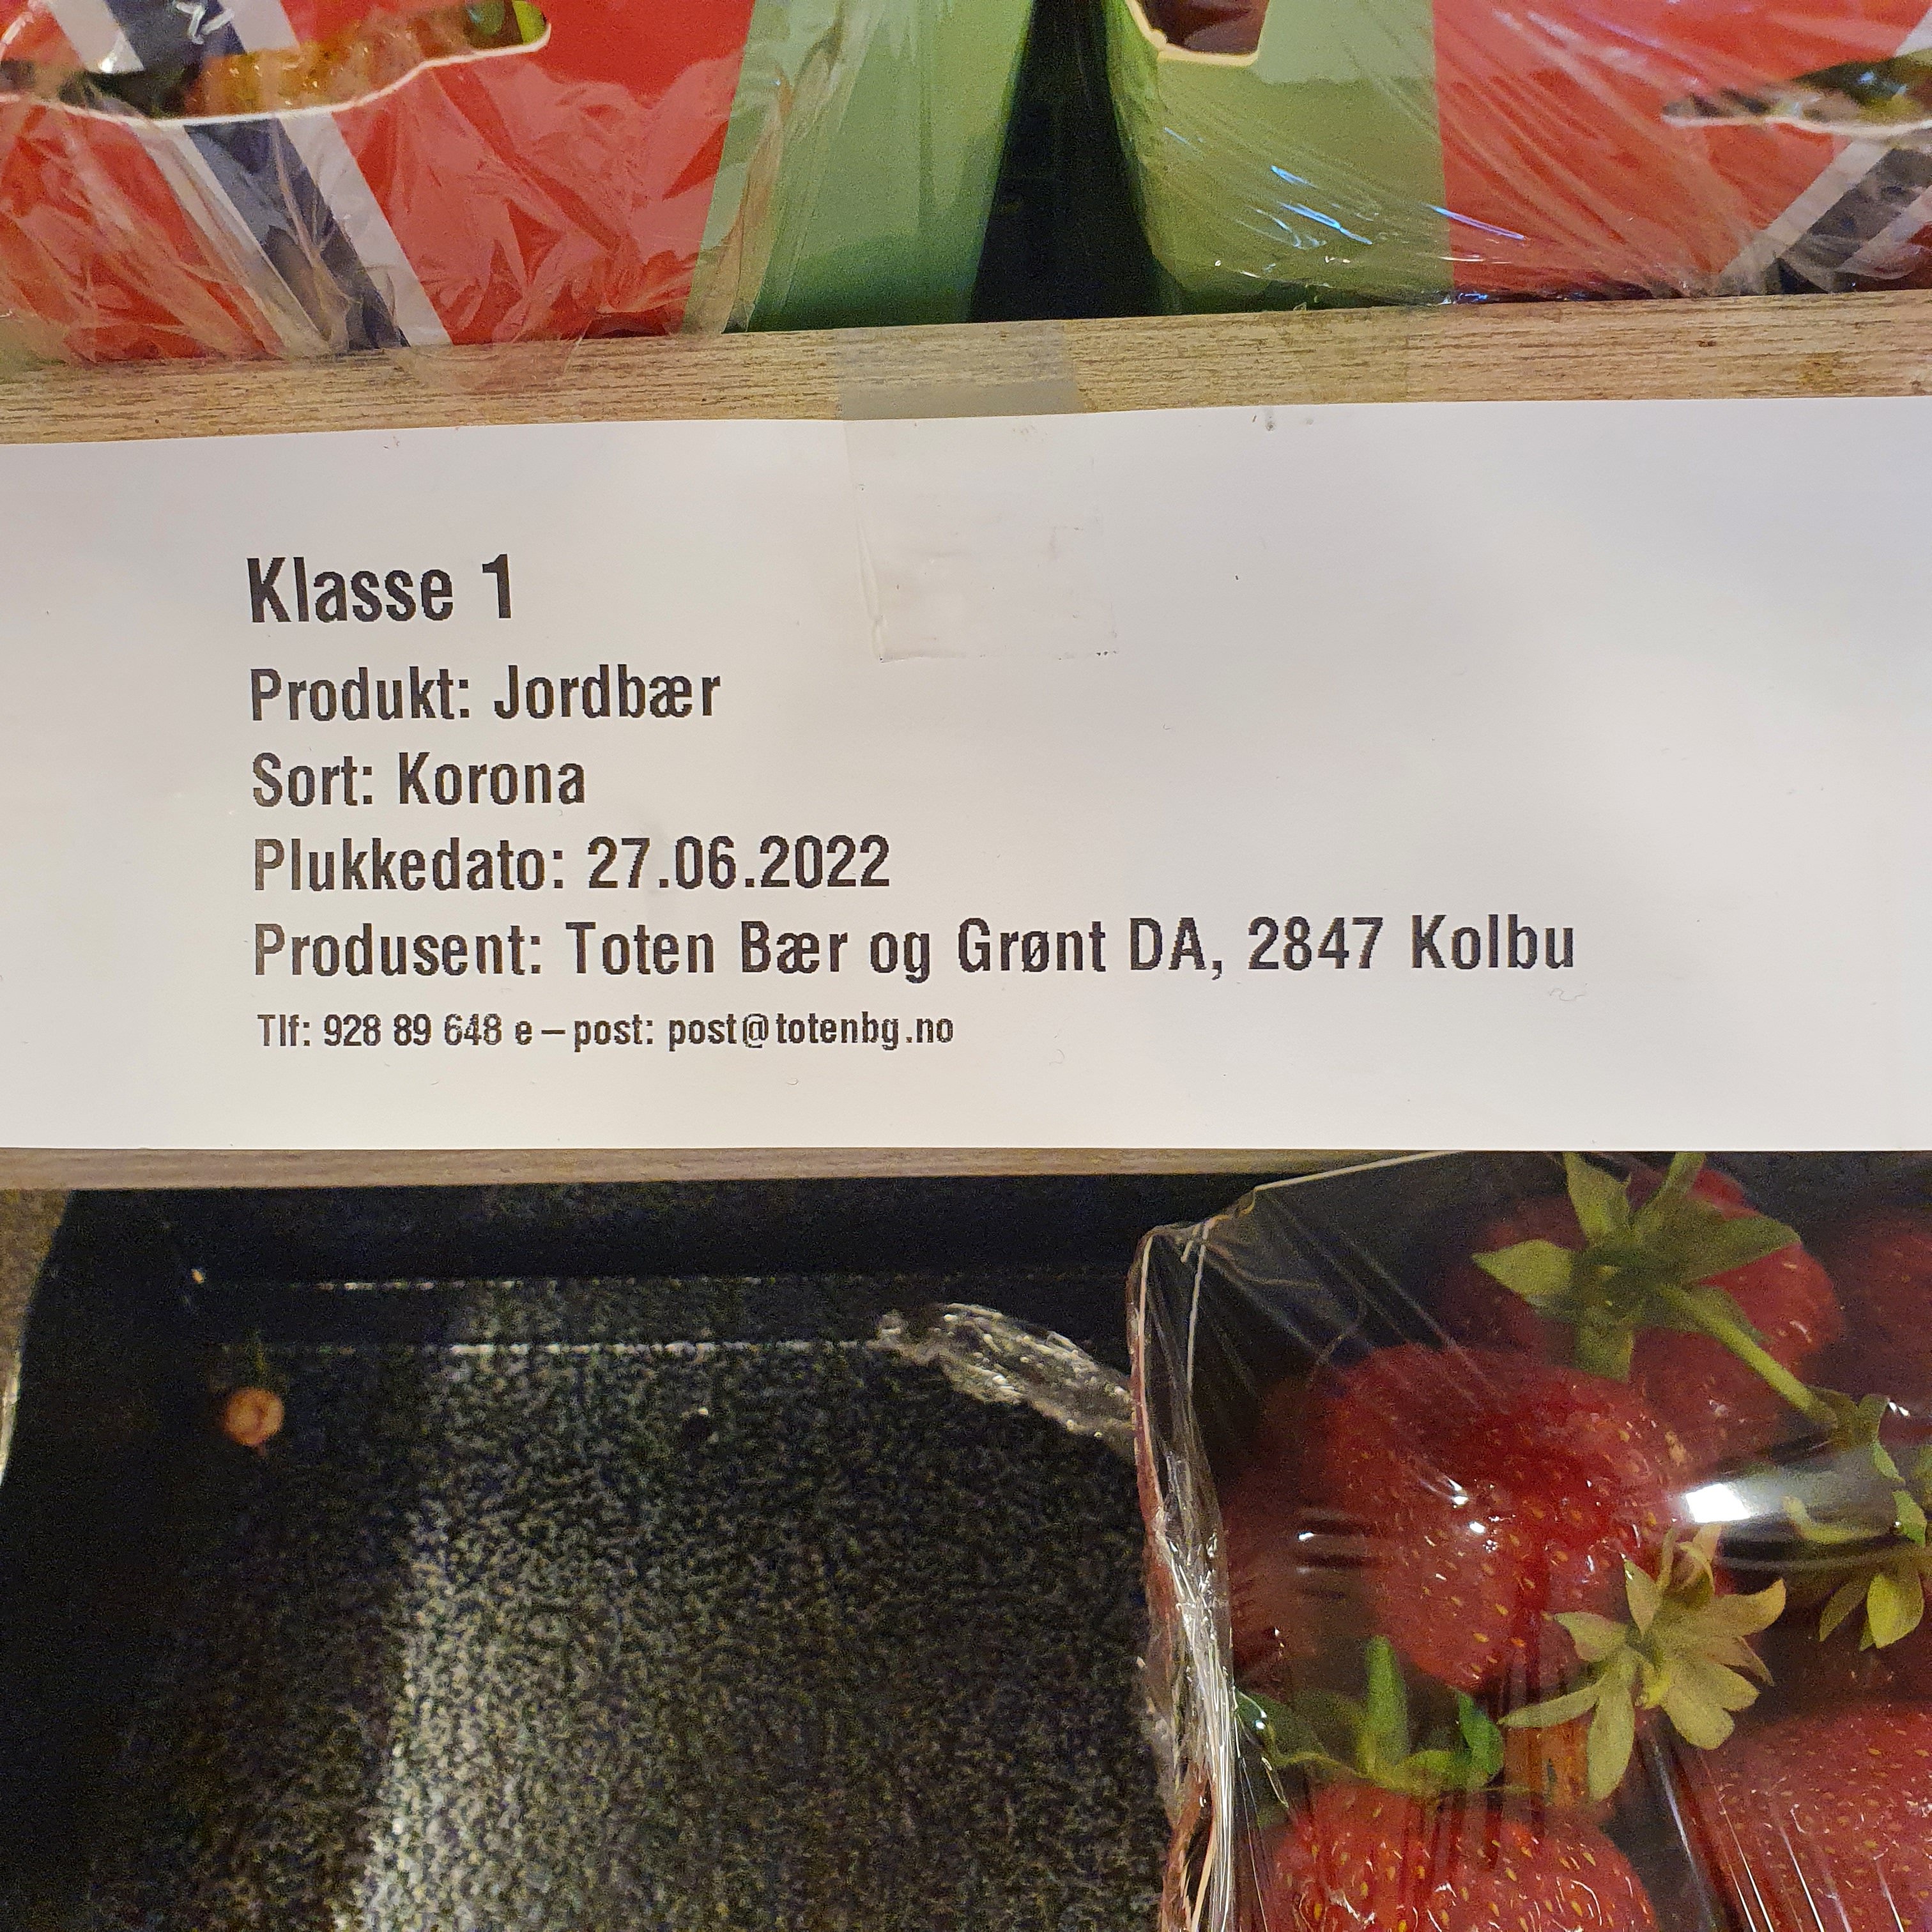 Klasse 1
Produkt: Jordbær
Sort: Korona
Plukkedato: 27.06.2022
Produsent: Toten Bær og Grønt DA, 2847 Kolbu
Tlf: 928 89 648 e–post: post@totenbg.no